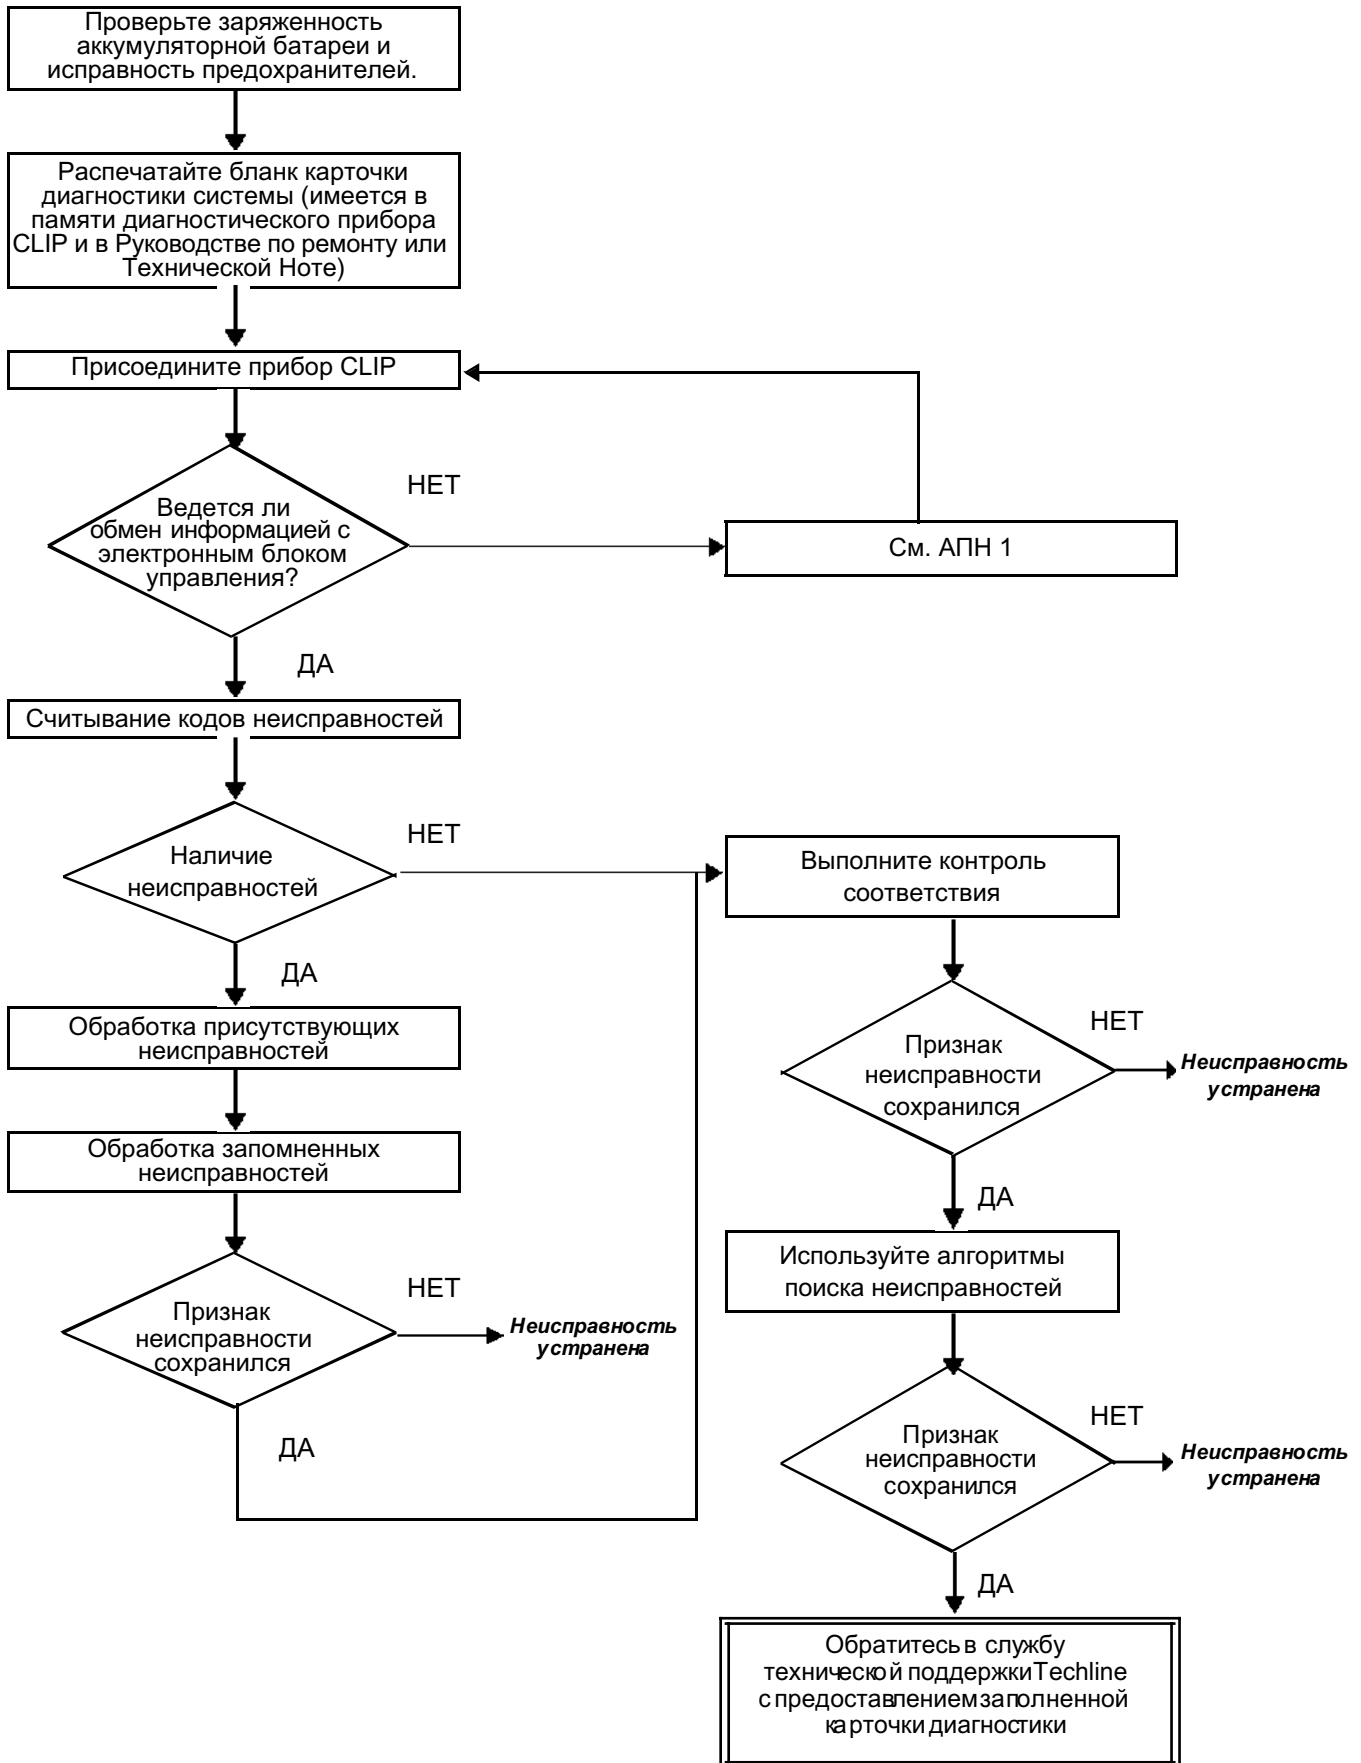 Проверьте заряженность
аккумуляторной батареи и
исправность предохранителей.
Распечатайте бланк карточки
диагностики системы (имеется в
памяти диагностического прибора
CLIP и в Руководстве по ремонту или
Технической Ноте)
Присоедините прибор CLIP
НЕТ
Ведется ли
обмен информацией с
электронным блоком
управления?
См. АПН 1
ДА
Считывание кодов неисправностей
НЕТ
Наличие
неисправностей
ДА
Обработка присутствующих
неисправностей
Обработка запомненных
неисправностей
НЕТ
Признак
неисправности
сохранился
Неисправность
устранена
ДА
Выполните контроль
соответствия
НЕТ
Признак
неисправности
сохранился
Неисправность
устранена
ДА
Используйте алгоритмы
поиска неисправностей
НЕТ
Признак
неисправности
сохранился
Неисправность
устранена
ДА
Обратитесь в службу
технической поддержки Techline
с предоставлением заполненной
карточки диагностики